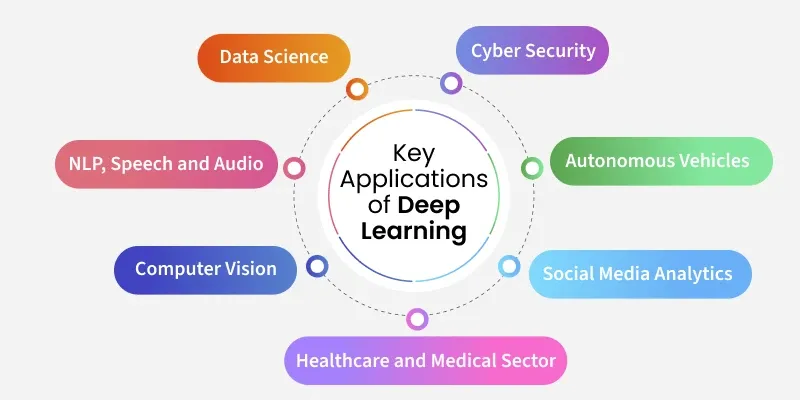 Data Science
Cyber Security
NLP, Speech and Audio
Key
Applications
of Deep
Learning
Autonomous Vehicles
Computer Vision
Social Media Analytics
Healthcare and Medical Sector